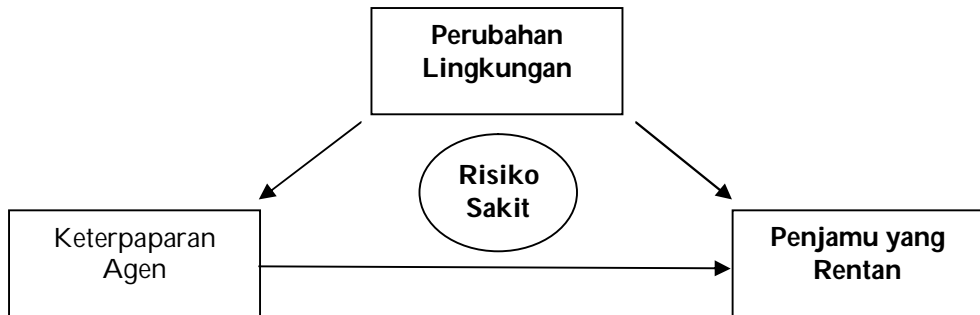 Perubahan
Lingkungan
Risiko
Sakit
Keterpaparan
Agen
Penjamu yang
Rentan